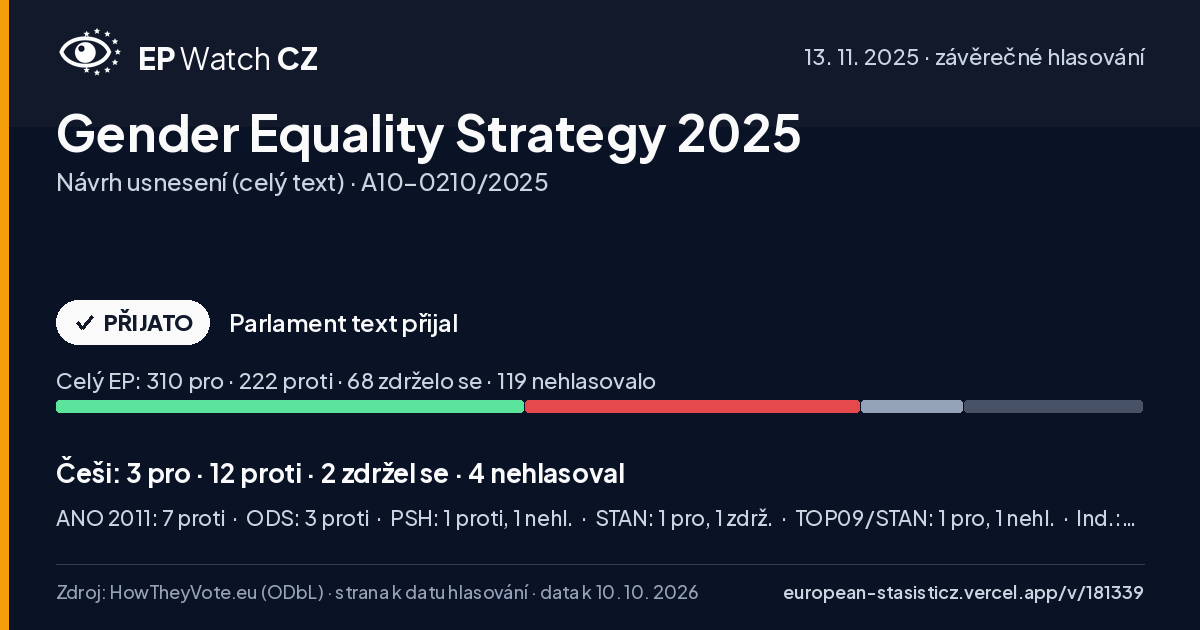 EP Watch CZ
13. 11. 2025 · závěrečné hlasování
Gender Equality Strategy 2025
Návrh usnesení (celý text) · A10–0210/2025
✓ PŘIJATO
Parlament text přijal
Celý EP: 310 pro · 222 proti · 68 zdrželo se · 119 nehlasovalo
Češi: 3 pro · 12 proti · 2 zdržel se · 4 nehlasoval
ANO 2011: 7 proti · ODS: 3 proti · PSH: 1 proti, 1 nehl. · STAN: 1 pro, 1 zdrž. · TOP09/STAN: 1 pro, 1 nehl. · Ind.:…
Zdroj: HowTheyVote.eu (ODbL) · strana k datu hlasování · data k 10. 10. 2026
european-stasisticz.vercel.app/v/181339